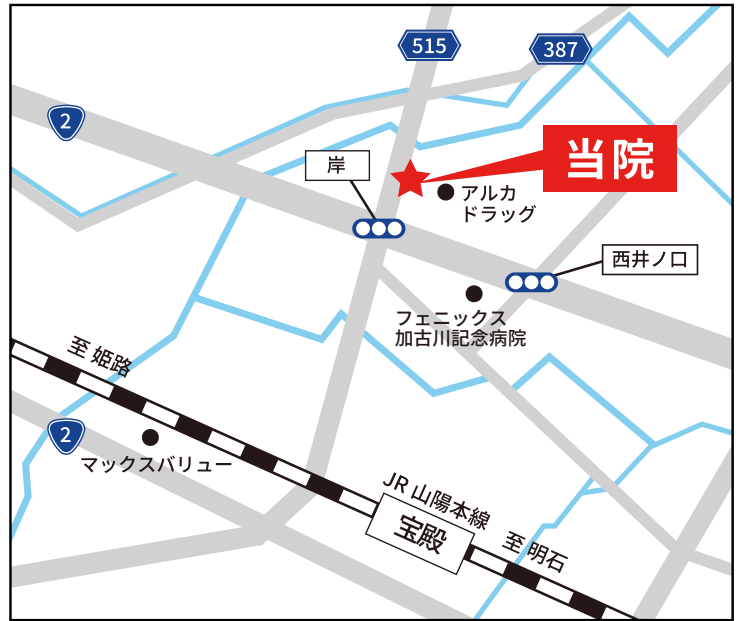 515
387
2
当院
岸
アルカ
ドラッグ
西井ノ口
フェニックス
加古川記念病院
至 姫路
2
マックスバリュー
JR 山陽本線
宝殿
至 明石